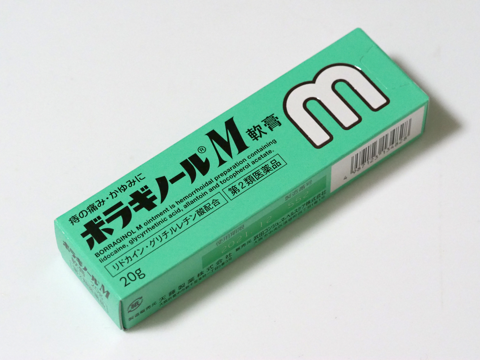 痔の痛み・かゆみに
ボラギノール®M軟膏
m
BORRAGINOL M ointment is hemorrhoidal preparation containing
lidocaine, glycyrrhetinic acid, allantoin and tocopherol acetate.
リドカイン・グリチルレチン酸配合
第2類医薬品
20g